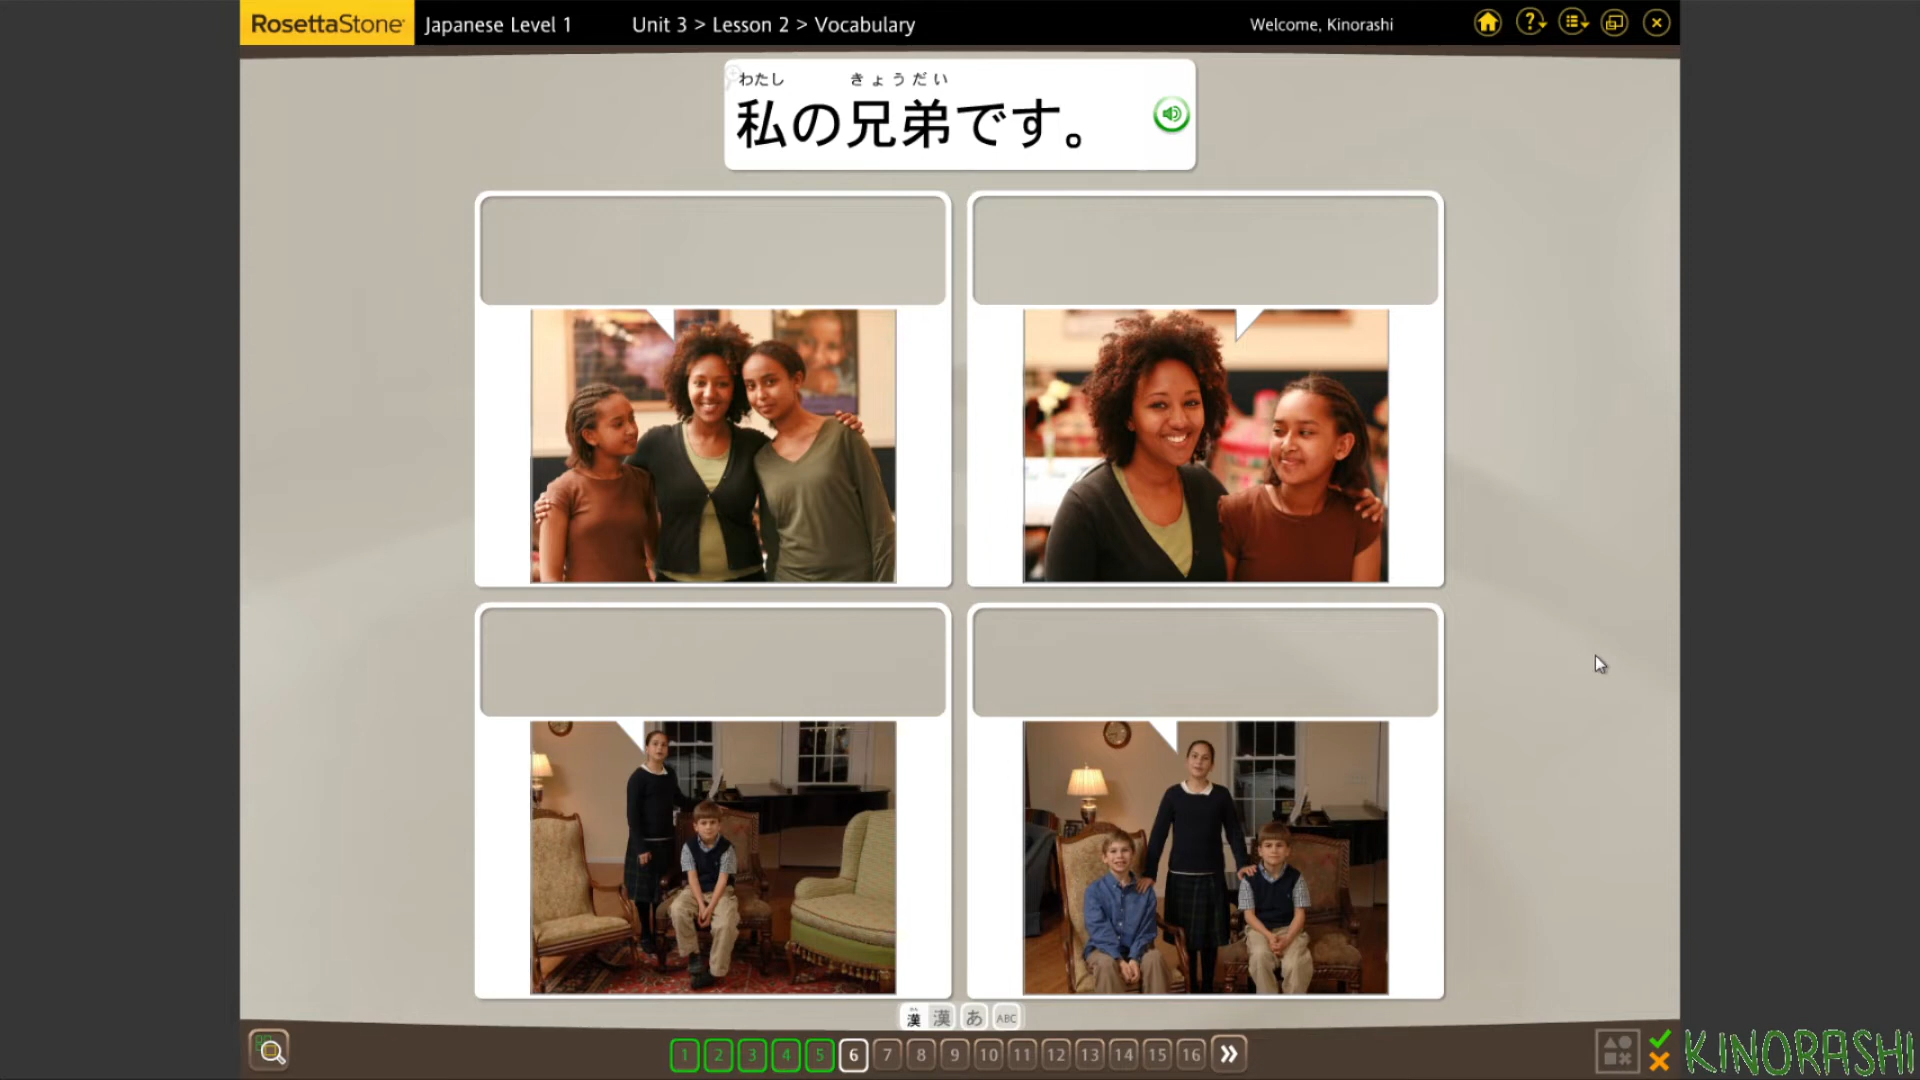 RosettaStone
Japanese Level 1
Unit 3 > Lesson 2 > Vocabulary
Welcome, Kinorashi
わたし きょうだい
私の兄弟です。
漢 漢 あ ABC
1 2 3 4 5 6 7 8 9 10 11 12 13 14 15 16
KINORASHI